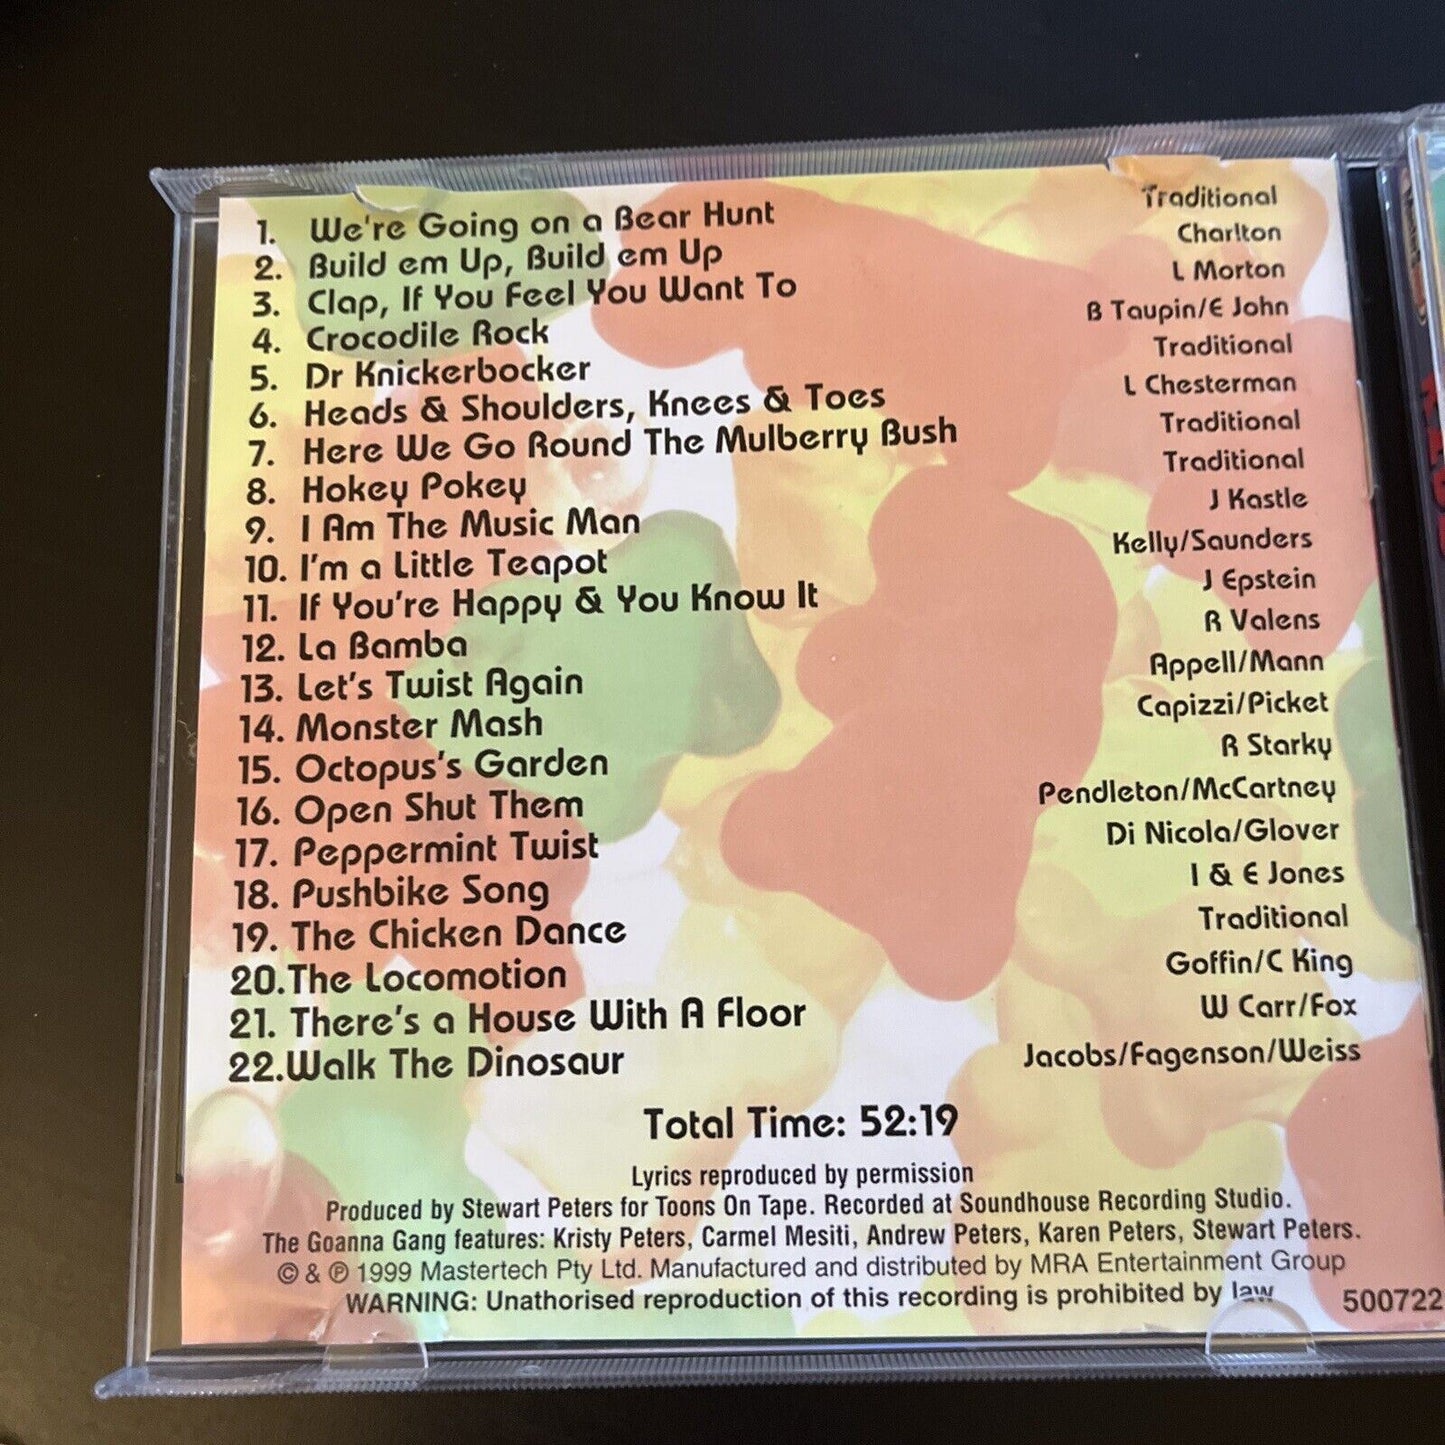 1. We're Going on a Bear Hunt Traditional
2. Build em Up, Build em Up Charlton
3. Clap, If You Feel You Want To L Morton
4. Crocodile Rock B Taupin/E John
5. Dr Knickerbocker Traditional
6. Heads & Shoulders, Knees & Toes L Chesterman
7. Here We Go Round The Mulberry Bush Traditional
8. Hokey Pokey Traditional
9. I Am The Music Man J Kastle
10. I'm a Little Teapot Kelly/Saunders
11. If You're Happy & You Know It J Epstein
12. La Bamba R Valens
13. Let's Twist Again Appell/Mann
14. Monster Mash Capizzi/Picket
15. Octopus's Garden R Starky
16. Open Shut Them Pendleton/McCartney
17. Peppermint Twist Di Nicola/Glover
18. Pushbike Song I & E Jones
19. The Chicken Dance Traditional
20. The Locomotion Goffin/C King
21. There's a House With A Floor W Carr/Fox
22. Walk The Dinosaur Jacobs/Fagenson/Weiss
Total Time: 52:19
Lyrics reproduced by permission
Produced by Stewart Peters for Toons On Tape. Recorded at Soundhouse Recording Studio.
The Goanna Gang features: Kristy Peters, Carmel Mesiti, Andrew Peters, Karen Peters, Stewart Peters.
© & ℗ 1999 Mastertech Pty Ltd. Manufactured and distributed by MRA Entertainment Group
WARNING: Unathorised reproduction of this recording is prohibited by law 500722